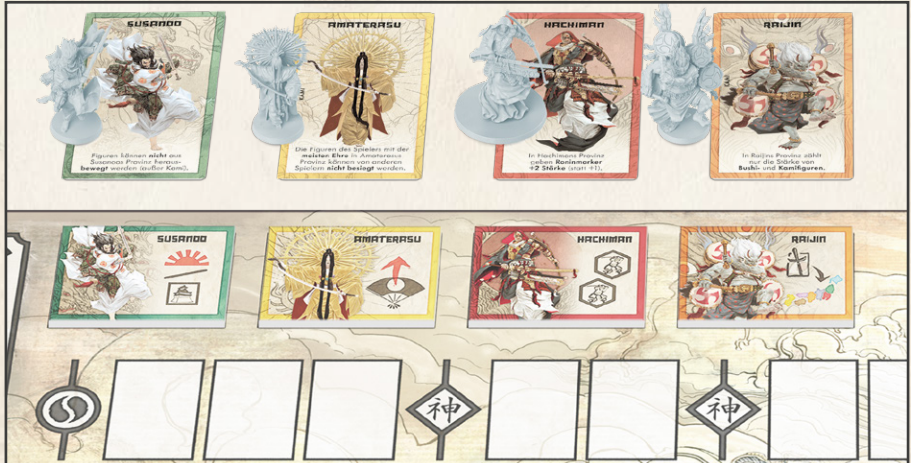 SUSANOO
Figuren können nicht aus
Susanoos Provinz heraus-
bewegt werden (außer Kami).
AMATERASU
Die Figuren des Spielers mit der
meisten Ehre in Amaterasus
Provinz können von anderen
Spielern nicht besiegt werden.
HACHIMAN
In Hachimans Provinz
geben Roninmarker
+2 Stärke (statt +1).
RAIJIN
In Raijins Provinz zählt
nur die Stärke von
Bushi- und Kamifiguren.
SUSANOO
AMATERASU
HACHIMAN
RAIJIN
神
神